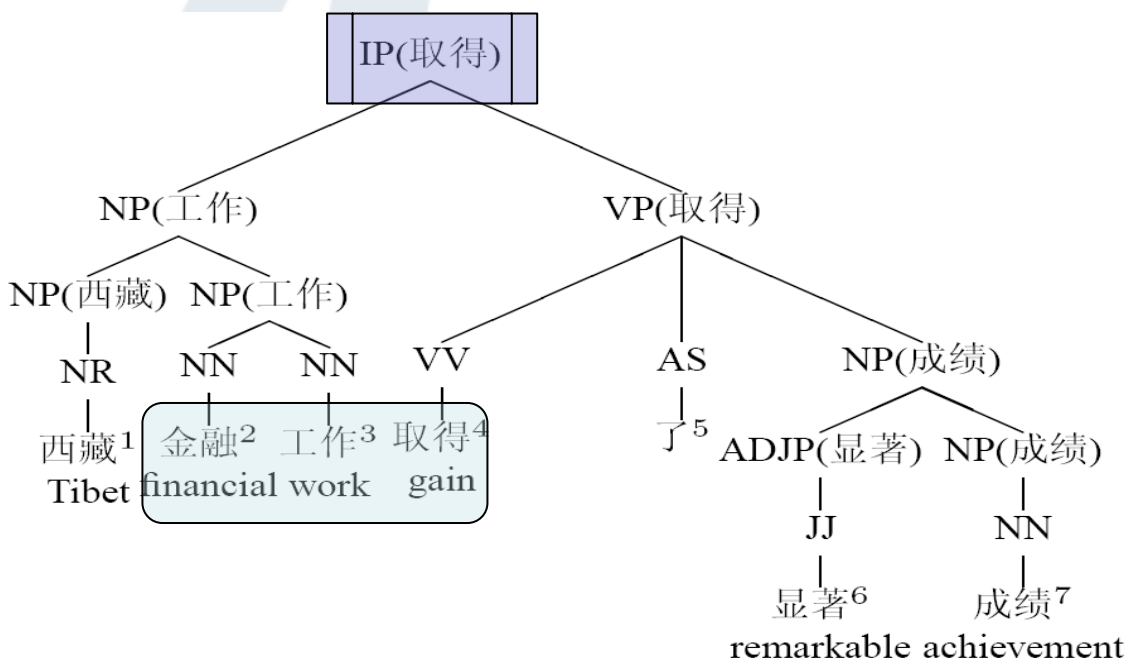 IP(取得)
NP(工作) VP(取得)
NP(西藏) NP(工作)
NR NN NN VV AS NP(成绩)
西藏1 金融2 工作3 取得4 了5 ADJP(显著) NP(成绩)
Tibet financial work gain
JJ NN
显著6 成绩7
remarkable achievement